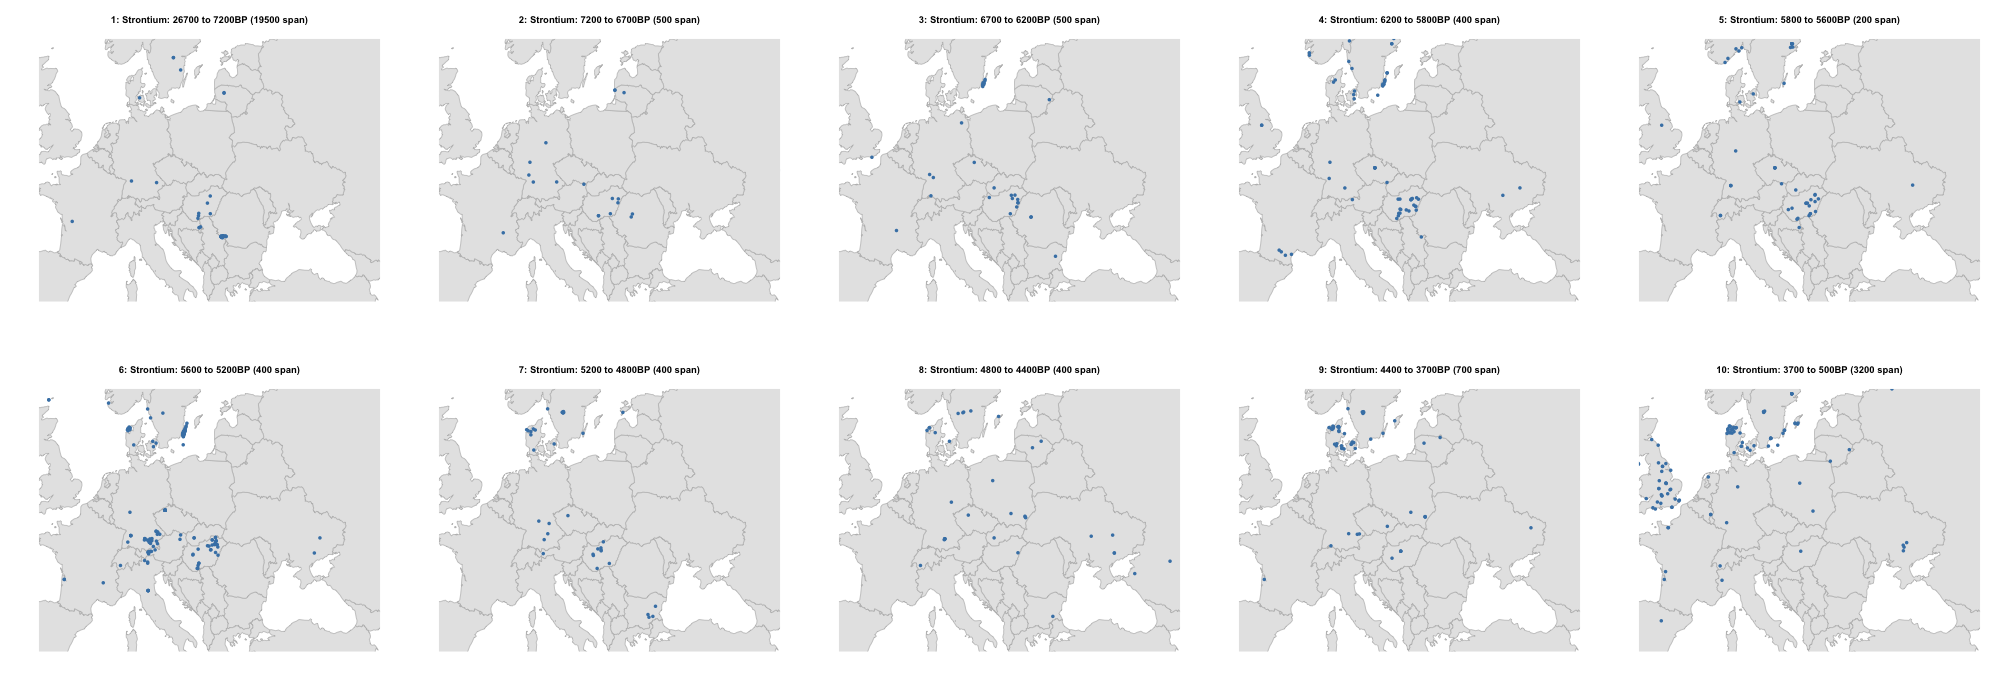 1: Strontium: 26700 to 7200BP (19500 span)
2: Strontium: 7200 to 6700BP (500 span)
3: Strontium: 6700 to 6200BP (500 span)
4: Strontium: 6200 to 5800BP (400 span)
5: Strontium: 5800 to 5600BP (200 span)
6: Strontium: 5600 to 5200BP (400 span)
7: Strontium: 5200 to 4800BP (400 span)
8: Strontium: 4800 to 4400BP (400 span)
9: Strontium: 4400 to 3700BP (700 span)
10: Strontium: 3700 to 500BP (3200 span)